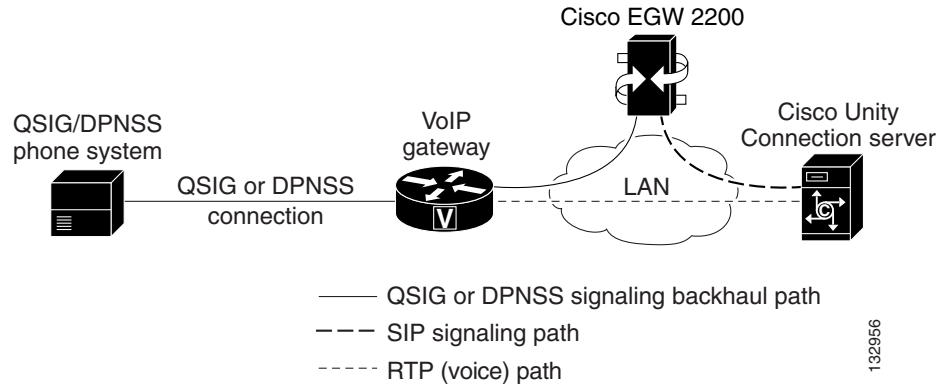 Cisco EGW 2200
QSIG/DPNSS
phone system
VoIP
gateway
Cisco Unity
Connection server
QSIG or DPNSS
connection
LAN
V
QSIG or DPNSS signaling backhaul path
SIP signaling path
RTP (voice) path
132956